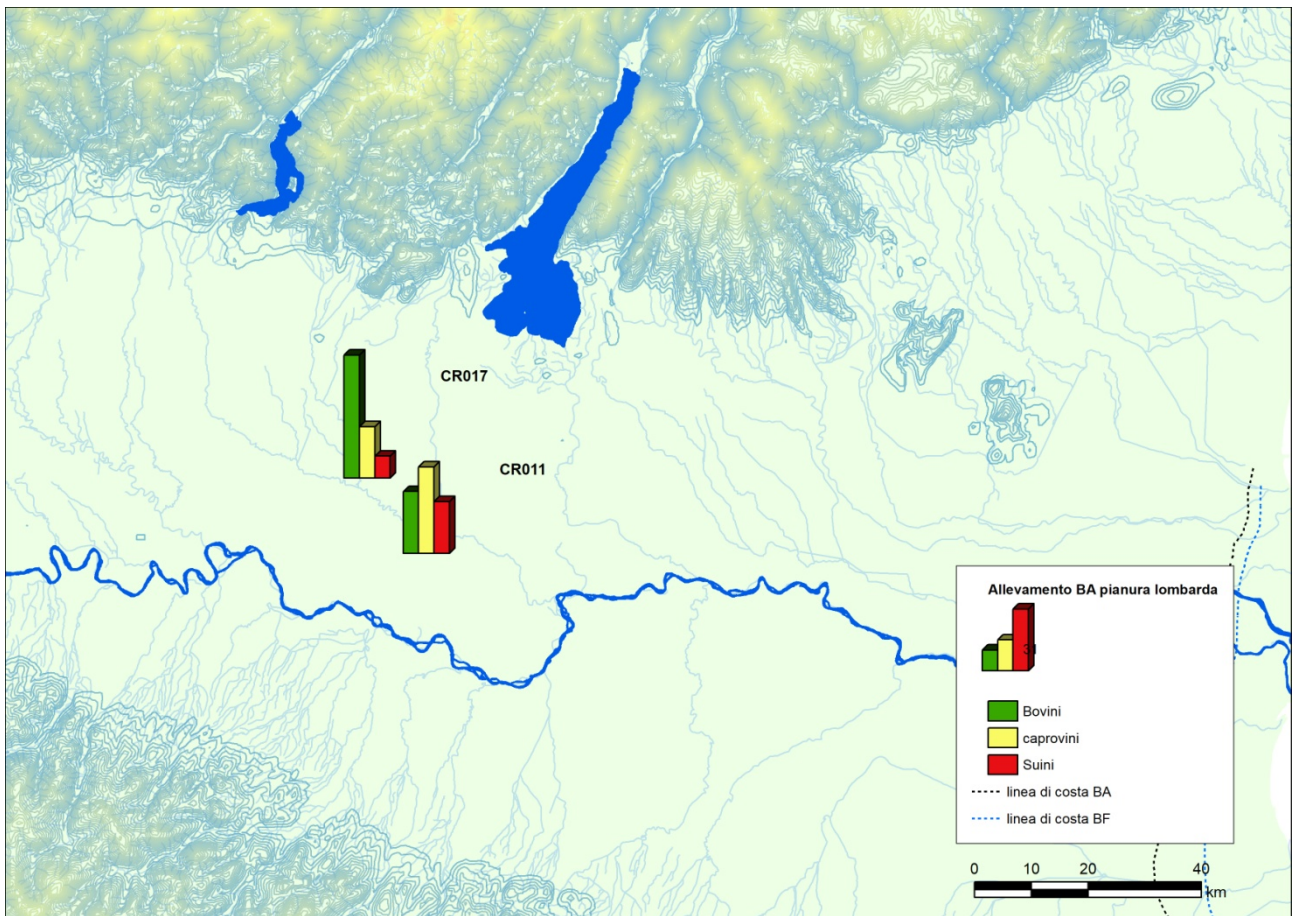 CR017
CR011
Allevamento BA pianura lombarda
31
Bovini
caprovini
Suini
linea di costa BA
linea di costa BF
0 10 20 40
km